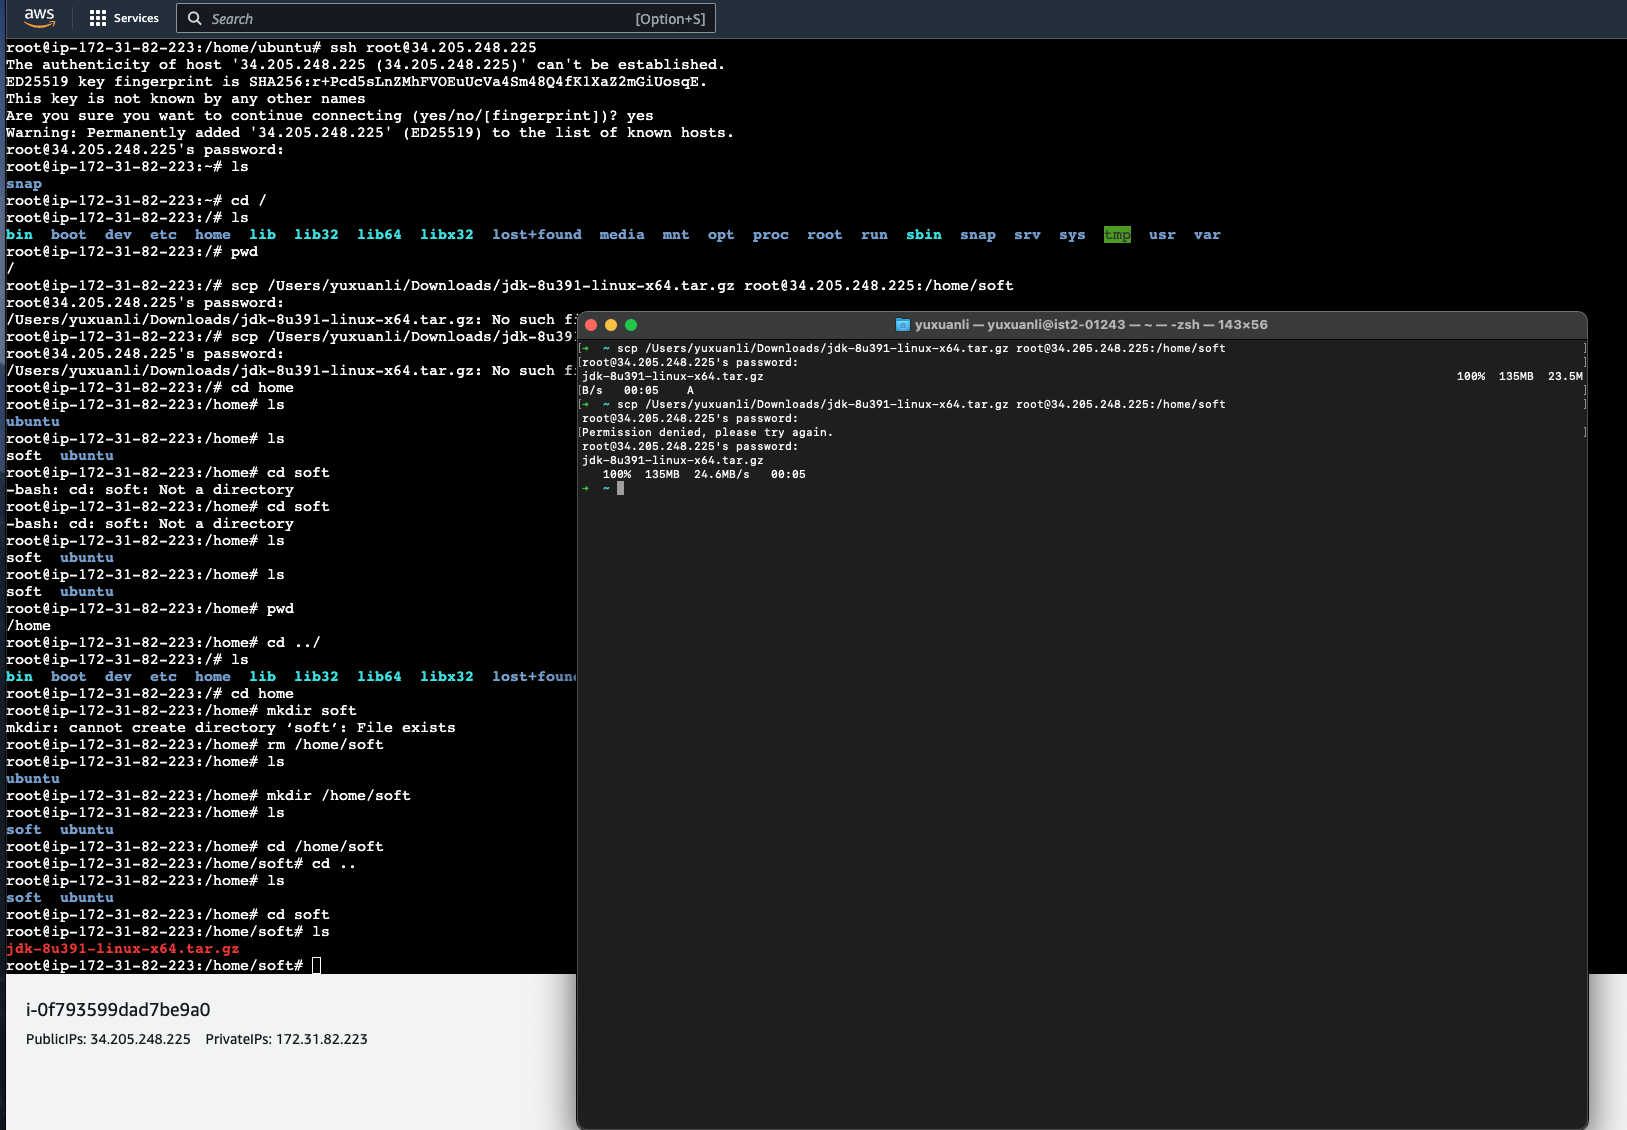 aws Services Search [Option+S]
root@ip-172-31-82-223:/home/ubuntu# ssh root@34.205.248.225
The authenticity of host '34.205.248.225 (34.205.248.225)' can't be established.
ED25519 key fingerprint is SHA256:r+Pcd5sLnZMhFVOEuUcVa4Sm48Q4fK1XaZ2mGiUosqE.
This key is not known by any other names
Are you sure you want to continue connecting (yes/no/[fingerprint])? yes
Warning: Permanently added '34.205.248.225' (ED25519) to the list of known hosts.
root@34.205.248.225's password:
root@ip-172-31-82-223:~# ls
snap
root@ip-172-31-82-223:~# cd /
root@ip-172-31-82-223:/# ls
bin boot dev etc home lib lib32 lib64 libx32 lost+found media mnt opt proc root run sbin snap srv sys tmp usr var
root@ip-172-31-82-223:/# pwd
/
root@ip-172-31-82-223:/# scp /Users/yuxuanli/Downloads/jdk-8u391-linux-x64.tar.gz root@34.205.248.225:/home/soft
root@34.205.248.225's password:
/Users/yuxuanli/Downloads/jdk-8u391-linux-x64.tar.gz: No such fi
root@ip-172-31-82-223:/# scp /Users/yuxuanli/Downloads/jdk-8u391
root@34.205.248.225's password:
/Users/yuxuanli/Downloads/jdk-8u391-linux-x64.tar.gz: No such f
root@ip-172-31-82-223:/# cd home
root@ip-172-31-82-223:/home# ls
ubuntu
root@ip-172-31-82-223:/home# ls
soft ubuntu
root@ip-172-31-82-223:/home# cd soft
-bash: cd: soft: Not a directory
root@ip-172-31-82-223:/home# cd soft
-bash: cd: soft: Not a directory
root@ip-172-31-82-223:/home# ls
soft ubuntu
root@ip-172-31-82-223:/home# ls
soft ubuntu
root@ip-172-31-82-223:/home# pwd
/home
root@ip-172-31-82-223:/home# cd ../
root@ip-172-31-82-223:/# ls
bin boot dev etc home lib lib32 lib64 libx32 lost+found
root@ip-172-31-82-223:/# cd home
root@ip-172-31-82-223:/home# mkdir soft
mkdir: cannot create directory ‘soft’: File exists
root@ip-172-31-82-223:/home# rm /home/soft
root@ip-172-31-82-223:/home# ls
ubuntu
root@ip-172-31-82-223:/home# mkdir /home/soft
root@ip-172-31-82-223:/home# ls
soft ubuntu
root@ip-172-31-82-223:/home# cd /home/soft
root@ip-172-31-82-223:/home/soft# cd ..
root@ip-172-31-82-223:/home# ls
soft ubuntu
root@ip-172-31-82-223:/home# cd soft
root@ip-172-31-82-223:/home/soft# ls
jdk-8u391-linux-x64.tar.gz
root@ip-172-31-82-223:/home/soft#
yuxuanli — yuxuanli@ist2-01243 — ~ — -zsh — 143×56
[➜ ~ scp /Users/yuxuanli/Downloads/jdk-8u391-linux-x64.tar.gz root@34.205.248.225:/home/soft ]
[root@34.205.248.225's password: ]
jdk-8u391-linux-x64.tar.gz 100% 135MB 23.5M
[B/s 00:05 A ]
[➜ ~ scp /Users/yuxuanli/Downloads/jdk-8u391-linux-x64.tar.gz root@34.205.248.225:/home/soft ]
root@34.205.248.225's password:
[Permission denied, please try again. ]
root@34.205.248.225's password:
jdk-8u391-linux-x64.tar.gz
100% 135MB 24.6MB/s 00:05
➜ ~
i-0f793599dad7be9a0
PublicIPs: 34.205.248.225 PrivateIPs: 172.31.82.223